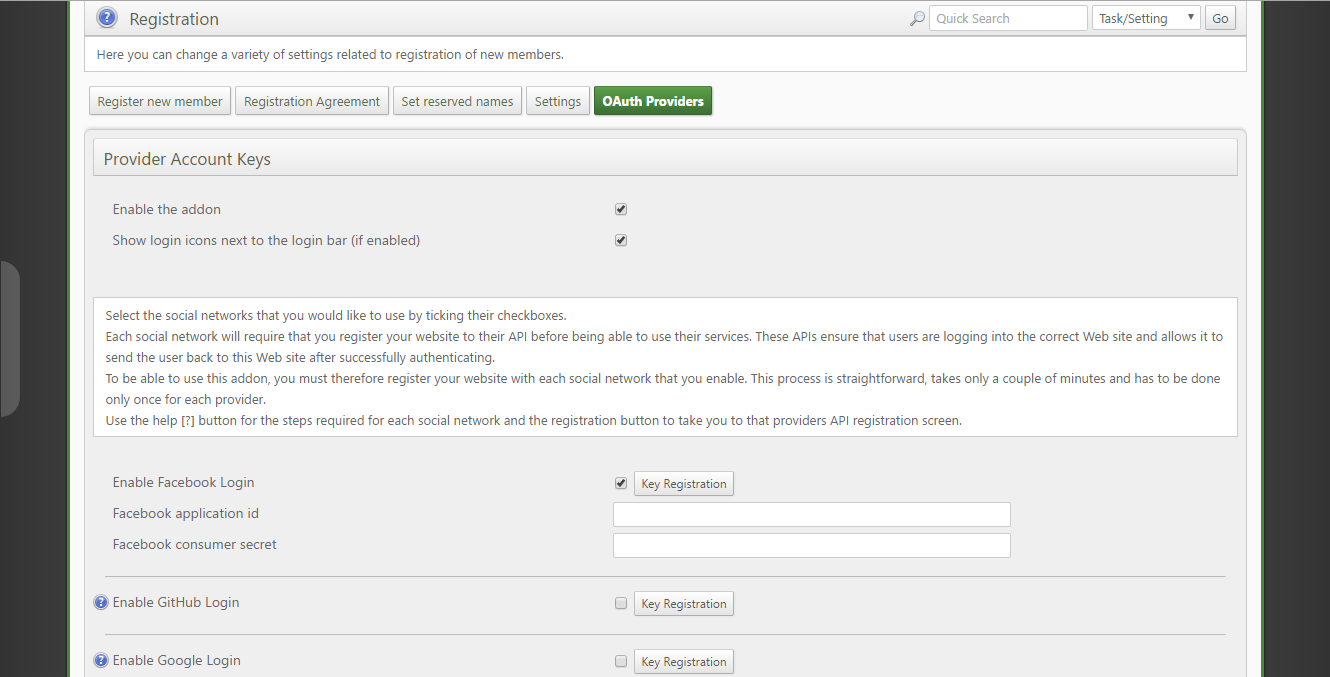 Registration
Quick Search
Task/Setting
Go
Here you can change a variety of settings related to registration of new members.
Register new member
Registration Agreement
Set reserved names
Settings
OAuth Providers
Provider Account Keys
Enable the addon
Show login icons next to the login bar (if enabled)
Select the social networks that you would like to use by ticking their checkboxes.
Each social network will require that you register your website to their API before being able to use their services. These APIs ensure that users are logging into the correct Web site and allows it to
send the user back to this Web site after successfully authenticating.
To be able to use this addon, you must therefore register your website with each social network that you enable. This process is straightforward, takes only a couple of minutes and has to be done
only once for each provider.
Use the help [?] button for the steps required for each social network and the registration button to take you to that providers API registration screen.
Enable Facebook Login
Key Registration
Facebook application id
Facebook consumer secret
Enable GitHub Login
Key Registration
Enable Google Login
Key Registration